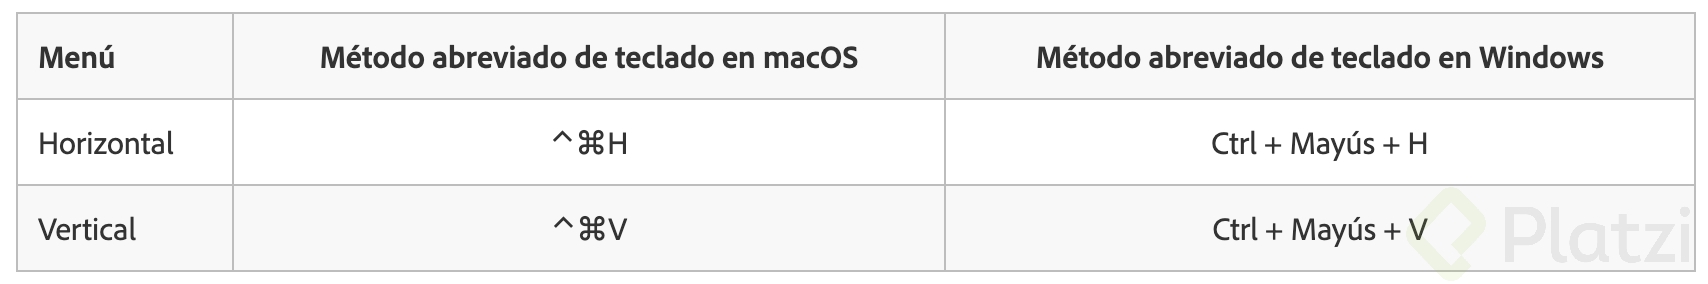 Menú Método abreviado de teclado en macOS Método abreviado de teclado en Windows
Horizontal ^⌘H Ctrl + Mayús + H
Vertical ^⌘V Ctrl + Mayús + V
Platzi